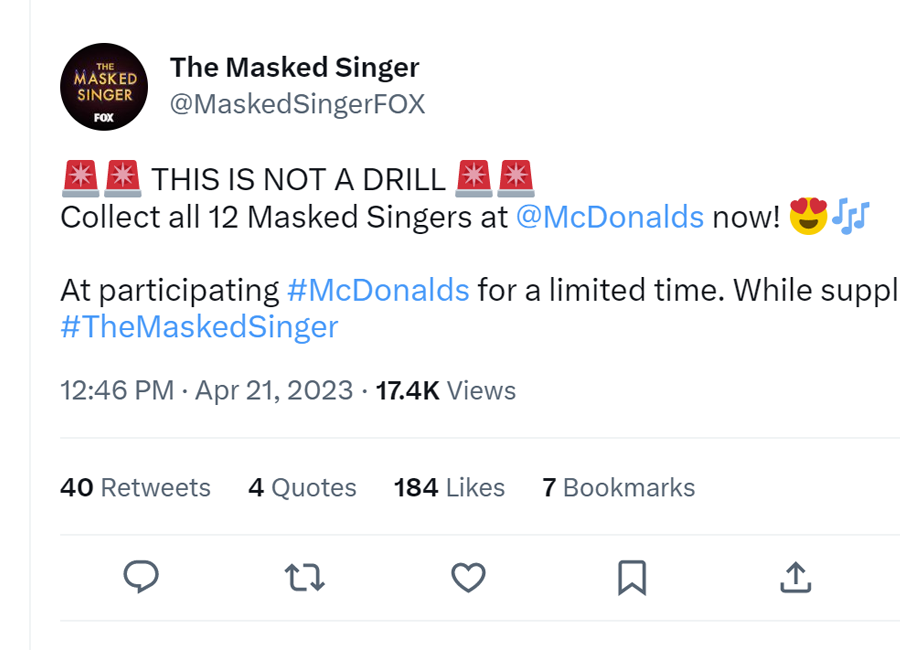 THE
MASKED
SINGER
FOX
The Masked Singer
@MaskedSingerFOX
🚨🚨 THIS IS NOT A DRILL 🚨🚨
Collect all 12 Masked Singers at @McDonalds now! 😍🎶
At participating #McDonalds for a limited time. While suppl
#TheMaskedSinger
12:46 PM · Apr 21, 2023 · 17.4K Views
40 Retweets 4 Quotes 184 Likes 7 Bookmarks